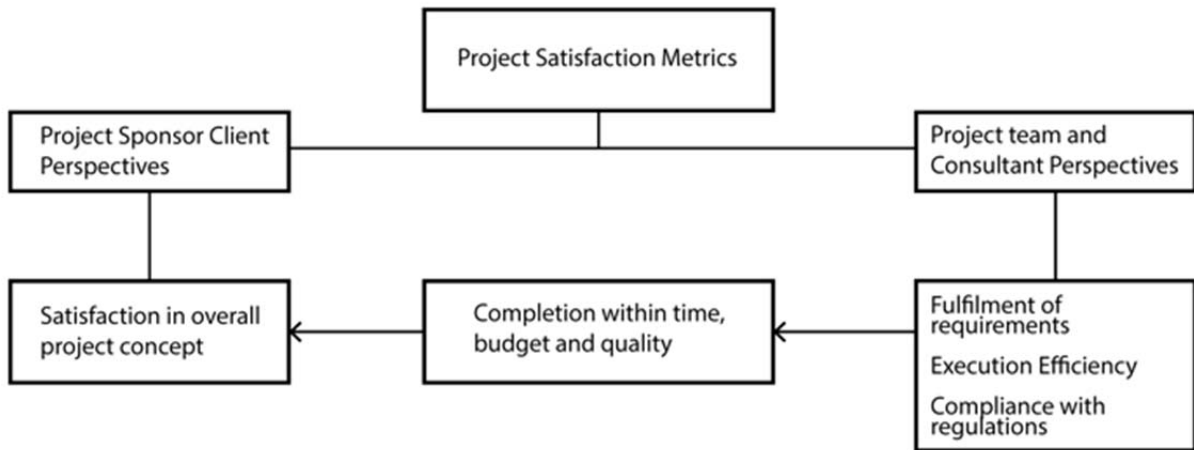 Project Satisfaction Metrics
Project Sponsor Client
Perspectives
Project team and
Consultant Perspectives
Satisfaction in overall
project concept
Completion within time,
budget and quality
Fulfilment of
requirements
Execution Efficiency
Compliance with
regulations